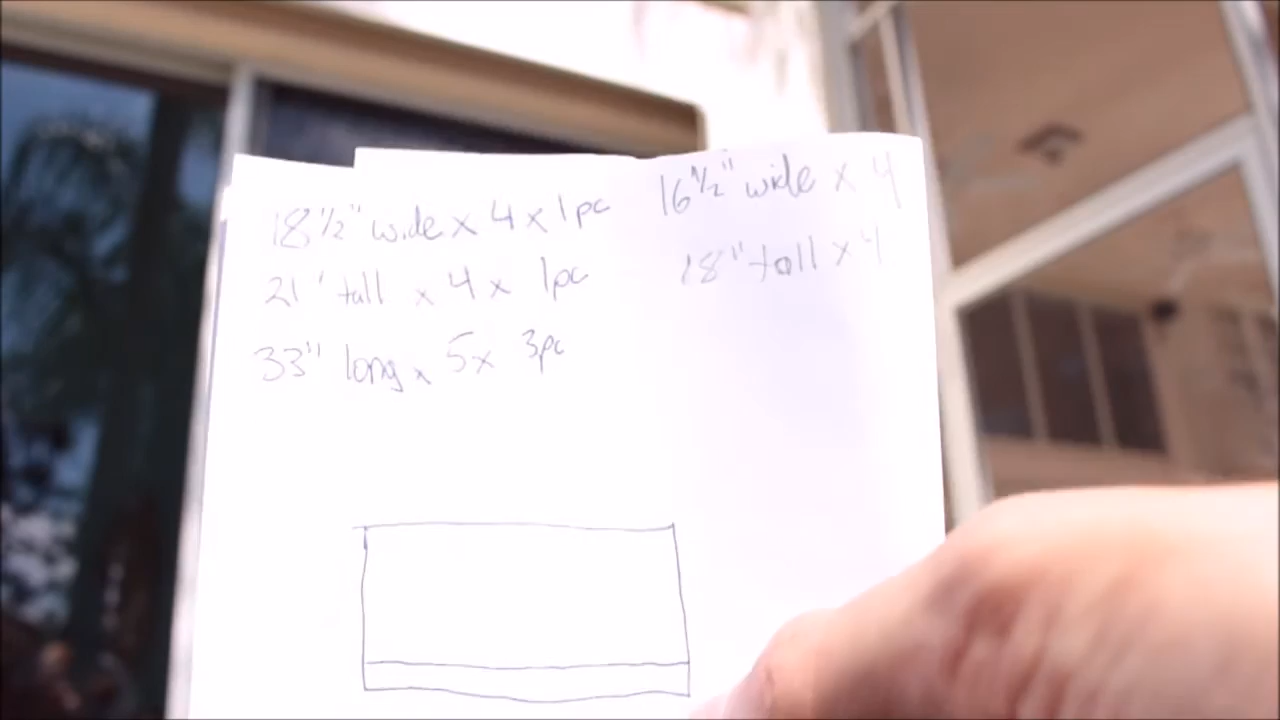 18 1/2" wide x 4 x 1pc
21" tall x 4 x 1pc
33" long x 5 x 3pc
16 1/2" wide x 4
18" tall x 4